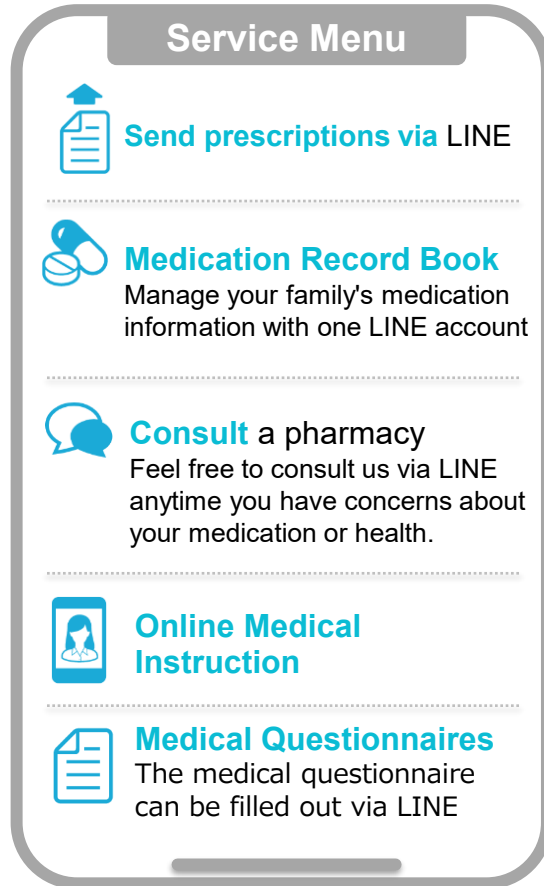 Service Menu
Send prescriptions via LINE
Medication Record Book
Manage your family's medication
information with one LINE account
Consult a pharmacy
Feel free to consult us via LINE
anytime you have concerns about
your medication or health.
Online Medical
Instruction
Medical Questionnaires
The medical questionnaire
can be filled out via LINE